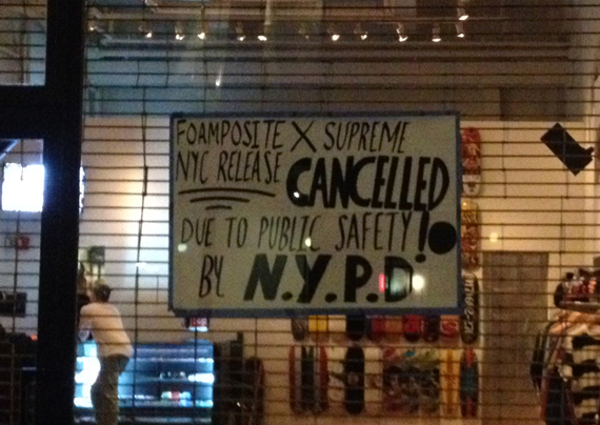 FOAMPOSITE X SUPREME
NYC RELEASE CANCELLED
DUE TO PUBLIC SAFETY!
BY N.Y.P.D